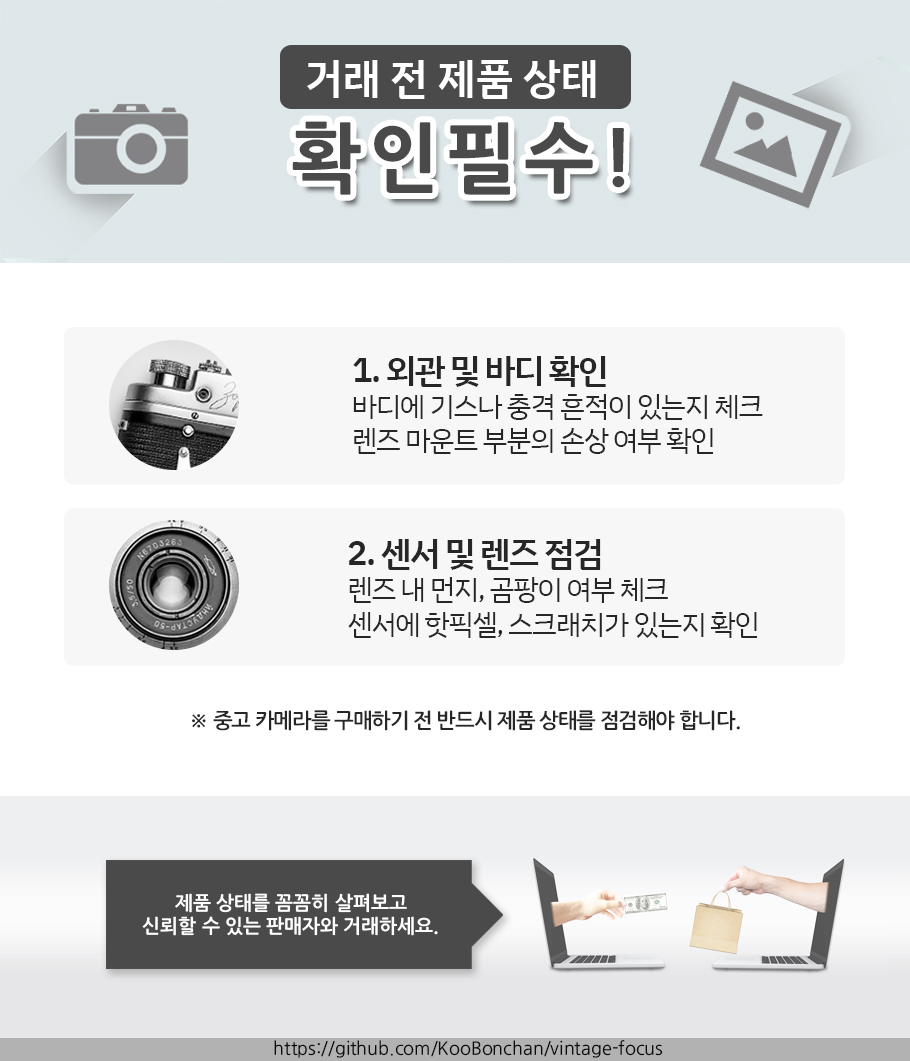 거래 전 제품 상태
확인필수!
1. 외관 및 바디 확인
바디에 기스나 충격 흔적이 있는지 체크
렌즈 마운트 부분의 손상 여부 확인
2. 센서 및 렌즈 점검
렌즈 내 먼지, 곰팡이 여부 체크
센서에 핫픽셀, 스크래치가 있는지 확인
№6703263
3,5/50
ИНДУСТАР-50
※ 중고 카메라를 구매하기 전 반드시 제품 상태를 점검해야 합니다.
제품 상태를 꼼꼼히 살펴보고
신뢰할 수 있는 판매자와 거래하세요.
https://github.com/KooBonchan/vintage-focus